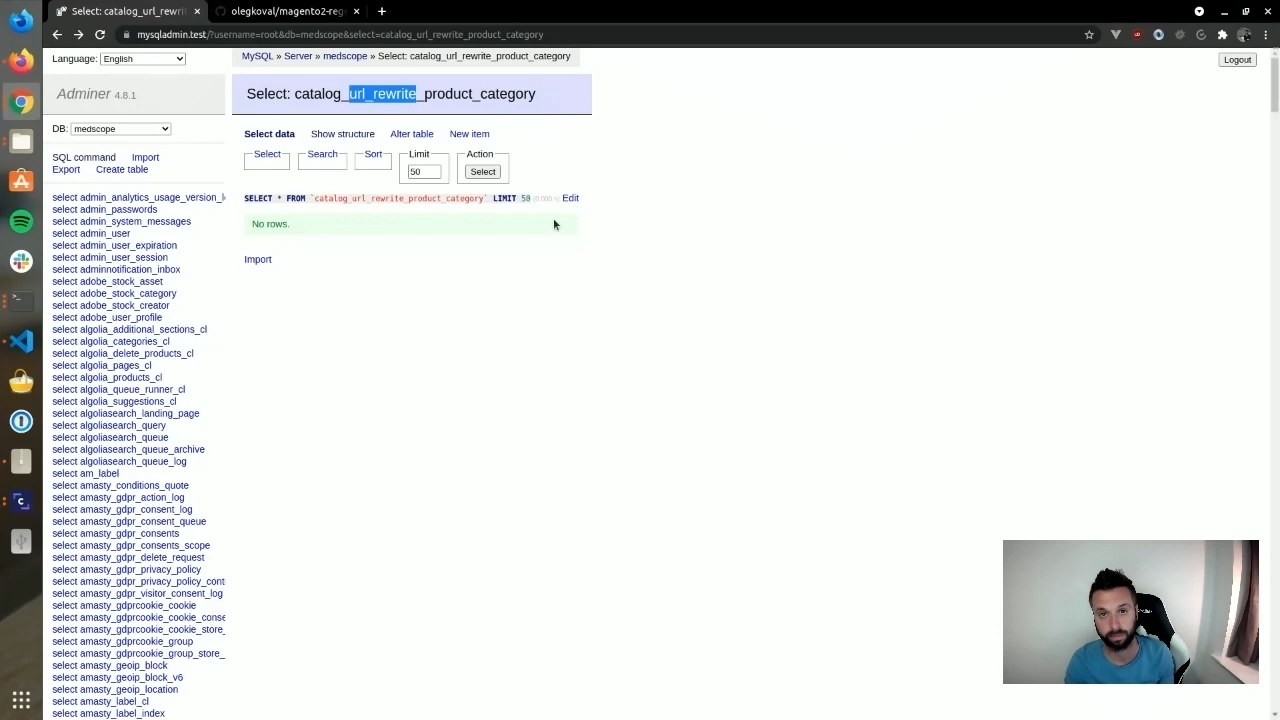 Select: catalog_url_rewrit
olegkoval/magento2-reg
mysqladmin.test/?username=root&db=medscope&select=catalog_url_rewrite_product_category
Language: English
MySQL » Server » medscope » Select: catalog_url_rewrite_product_category
Logout
Adminer 4.8.1
Select: catalog_url_rewrite_product_category
DB: medscope
Select data Show structure Alter table New item
SQL command Import
Export Create table
Select Search Sort Limit Action
50 Select
SELECT * FROM `catalog_url_rewrite_product_category` LIMIT 50 (0.000 s) Edit
No rows.
Import
select admin_analytics_usage_version_l
select admin_passwords
select admin_system_messages
select admin_user
select admin_user_expiration
select admin_user_session
select adminnotification_inbox
select adobe_stock_asset
select adobe_stock_category
select adobe_stock_creator
select adobe_user_profile
select algolia_additional_sections_cl
select algolia_categories_cl
select algolia_delete_products_cl
select algolia_pages_cl
select algolia_products_cl
select algolia_queue_runner_cl
select algolia_suggestions_cl
select algoliasearch_landing_page
select algoliasearch_query
select algoliasearch_queue
select algoliasearch_queue_archive
select algoliasearch_queue_log
select am_label
select amasty_conditions_quote
select amasty_gdpr_action_log
select amasty_gdpr_consent_log
select amasty_gdpr_consent_queue
select amasty_gdpr_consents
select amasty_gdpr_consents_scope
select amasty_gdpr_delete_request
select amasty_gdpr_privacy_policy
select amasty_gdpr_privacy_policy_cont
select amasty_gdpr_visitor_consent_log
select amasty_gdprcookie_cookie
select amasty_gdprcookie_cookie_conse
select amasty_gdprcookie_cookie_store_
select amasty_gdprcookie_group
select amasty_gdprcookie_group_store_
select amasty_geoip_block
select amasty_geoip_block_v6
select amasty_geoip_location
select amasty_label_cl
select amasty_label_index